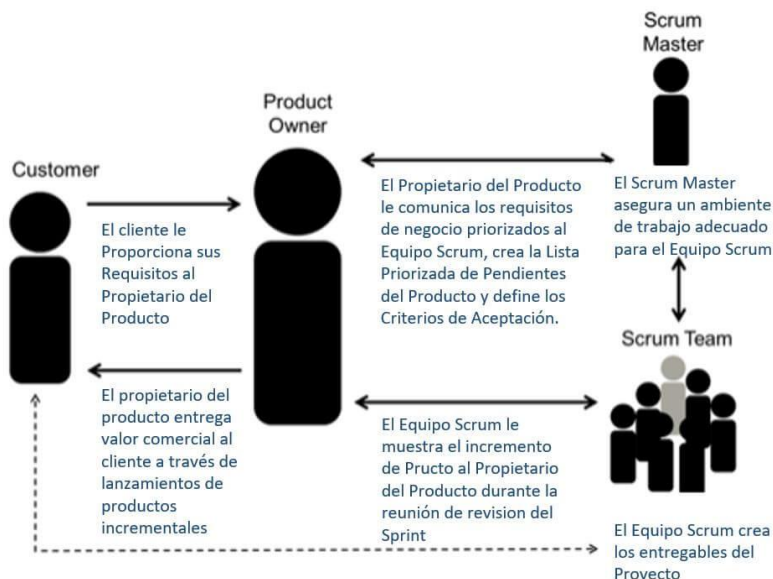 Scrum
Master
Product
Owner
Customer
El cliente le
Proporciona sus
Requisitos al
Propietario del
Producto
El Propietario del Producto
le comunica los requisitos
de negocio priorizados al
Equipo Scrum, crea la Lista
Priorizada de Pendientes
del Producto y define los
Criterios de Aceptación.
El Scrum Master
asegura un ambiente
de trabajo adecuado
para el Equipo Scrum
Scrum Team
El propietario del
producto entrega
valor comercial al
cliente a través de
lanzamientos de
productos
incrementales
El Equipo Scrum le
muestra el incremento
de Pructo al Propietario
del Producto durante la
reunión de revision del
Sprint
El Equipo Scrum crea
los entregables del
Proyecto